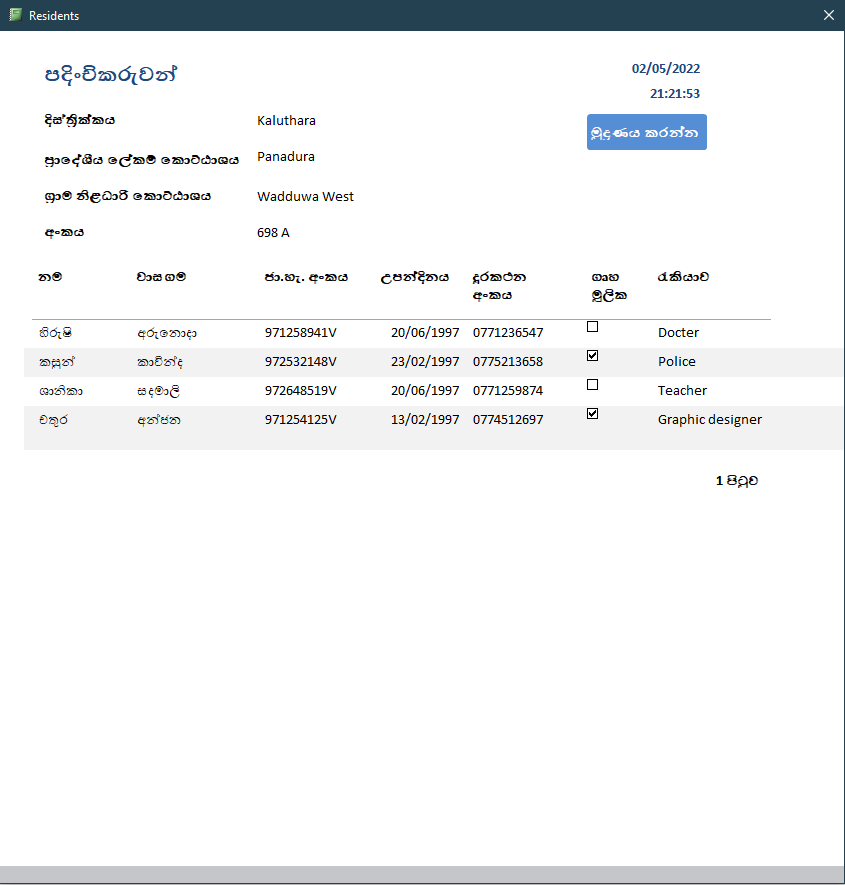 Residents
පදිංචිකරුවන්
02/05/2022
21:21:53
දිස්ත්‍රික්කය Kaluthara
මුද්‍රණය කරන්න
ප්‍රාදේශීය ලේකම් කොට්ඨාශය Panadura
ග්‍රාම නිළධාරි කොට්ඨාශය Wadduwa West
අංකය 698 A
නම වාසගම ජා.හැ. අංකය උපන්දිනය දුරකථන අංකය ගෘහ මුලික රැකියාව
හිරුෂි අරුනොදා 971258941V 20/06/1997 0771236547 Docter
කසුන් කාවින්ද 972532148V 23/02/1997 0775213658 Police
ශානිකා සදමාලි 972648519V 20/06/1997 0771259874 Teacher
චතුර අන්ජන 971254125V 13/02/1997 0774512697 Graphic designer
1 පිටුව